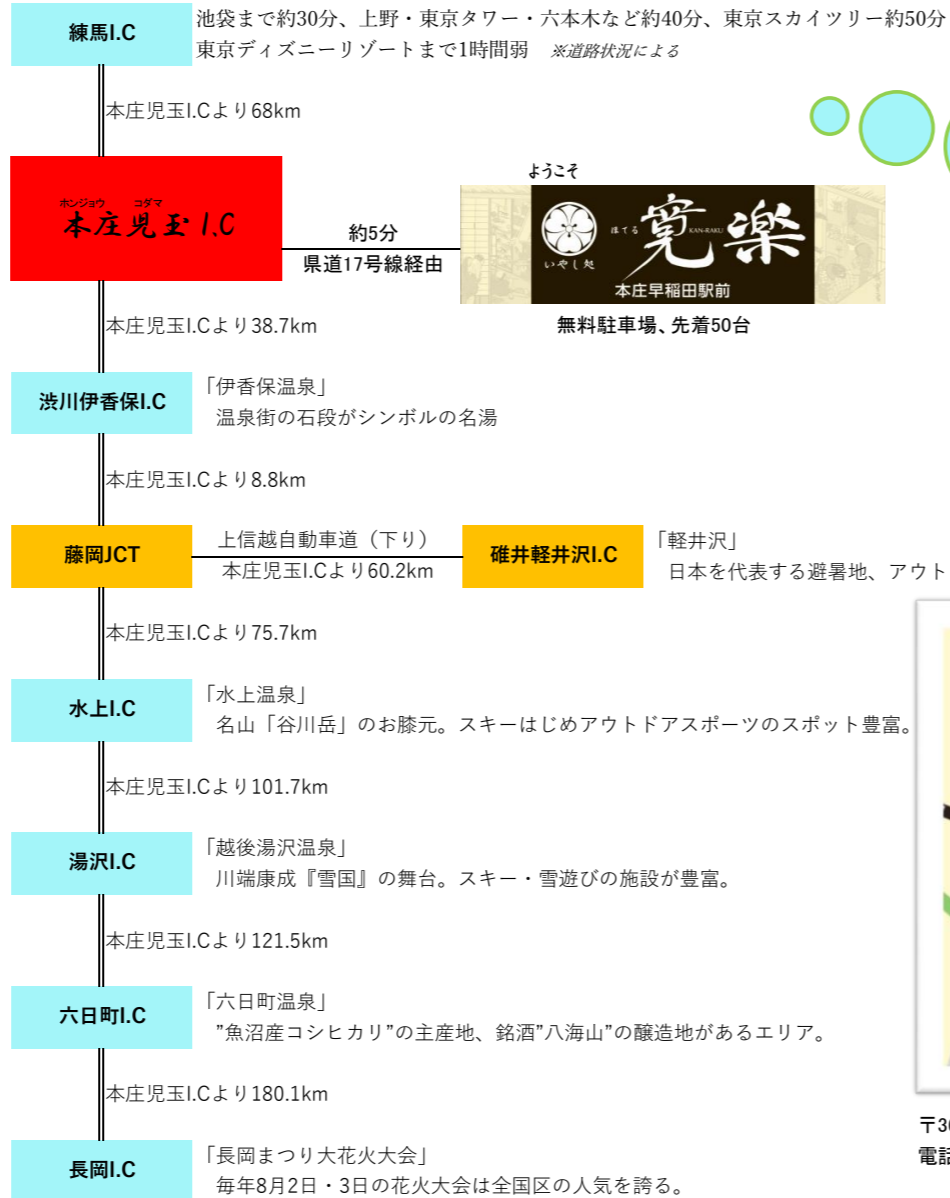 練馬I.C
池袋まで約30分、上野・東京タワー・六本木など約40分、東京スカイツリー約50分
東京ディズニーリゾートまで1時間弱 ※道路状況による
本庄児玉I.Cより68km
ホンジョウ コダマ
本庄児玉 I.C
約5分
県道17号線経由
ようこそ
いやし処
ほてる
寛楽
KAN-RAKU
本庄早稲田駅前
無料駐車場、先着50台
本庄児玉I.Cより38.7km
渋川伊香保I.C
「伊香保温泉」
温泉街の石段がシンボルの名湯
本庄児玉I.Cより8.8km
藤岡JCT
上信越自動車道（下り）
本庄児玉I.Cより60.2km
碓井軽井沢I.C
「軽井沢」
日本を代表する避暑地、アウト
本庄児玉I.Cより75.7km
水上I.C
「水上温泉」
名山「谷川岳」のお膝元。スキーはじめアウトドアスポーツのスポット豊富。
本庄児玉I.Cより101.7km
湯沢I.C
「越後湯沢温泉」
川端康成『雪国』の舞台。スキー・雪遊びの施設が豊富。
本庄児玉I.Cより121.5km
六日町I.C
「六日町温泉」
”魚沼産コシヒカリ”の主産地、銘酒”八海山”の醸造地があるエリア。
本庄児玉I.Cより180.1km
長岡I.C
「長岡まつり大花火大会」
毎年8月2日・3日の花火大会は全国区の人気を誇る。
〒3
電話